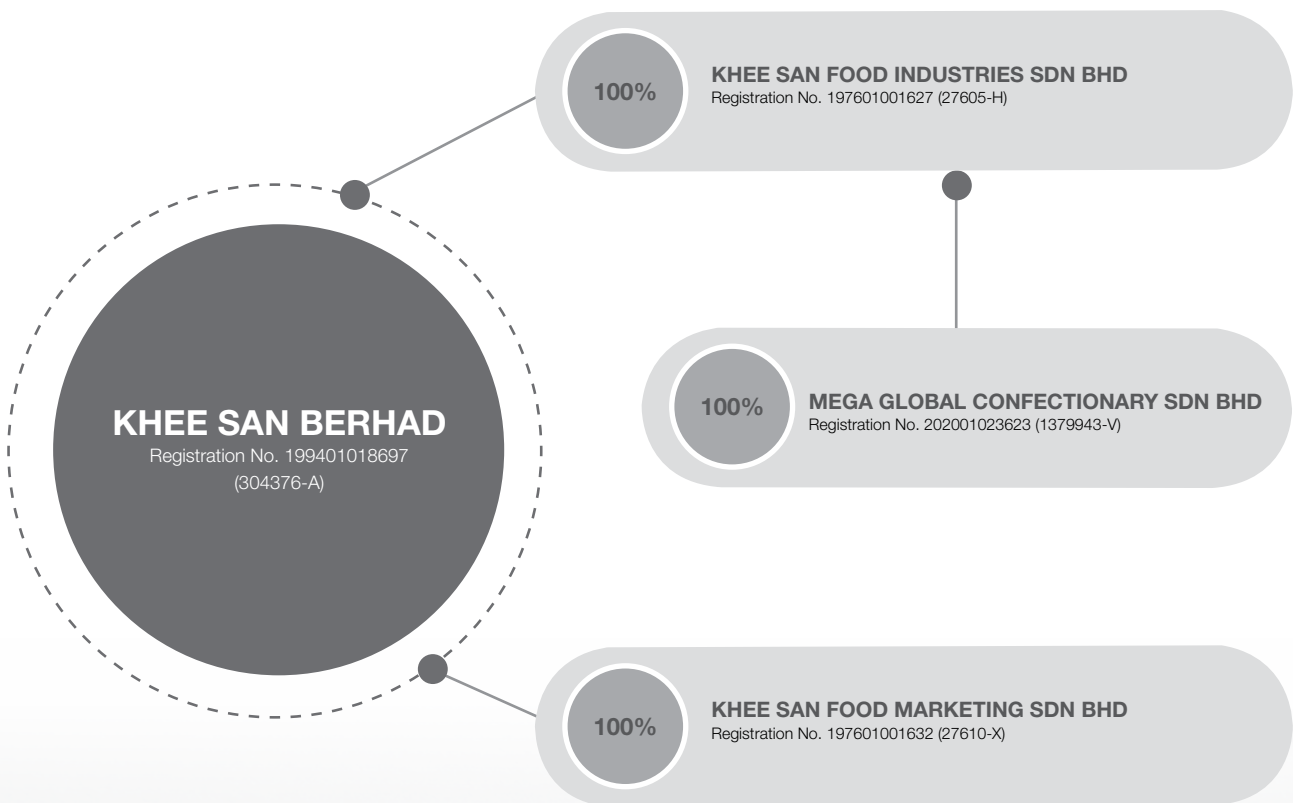 100%
KHEE SAN FOOD INDUSTRIES SDN BHD
Registration No. 197601001627 (27605-H)
KHEE SAN BERHAD
Registration No. 199401018697
(304376-A)
100%
MEGA GLOBAL CONFECTIONARY SDN BHD
Registration No. 202001023623 (1379943-V)
100%
KHEE SAN FOOD MARKETING SDN BHD
Registration No. 197601001632 (27610-X)